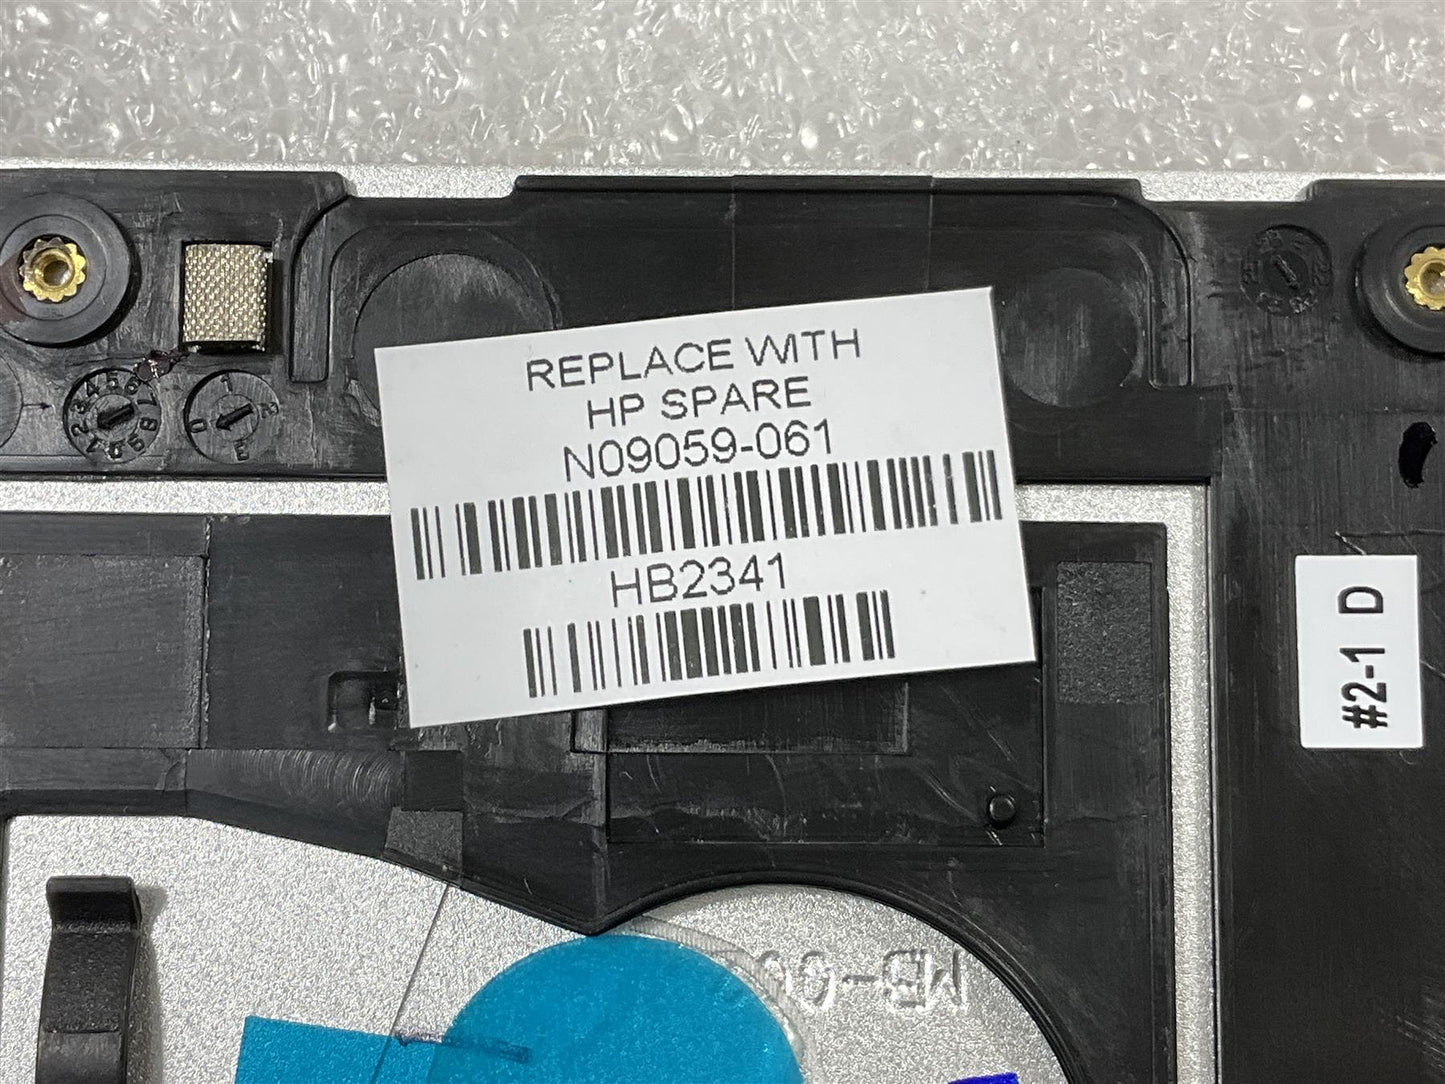 REPLACE WITH
HP SPARE
N09059-061
HB2341
#2-1 D